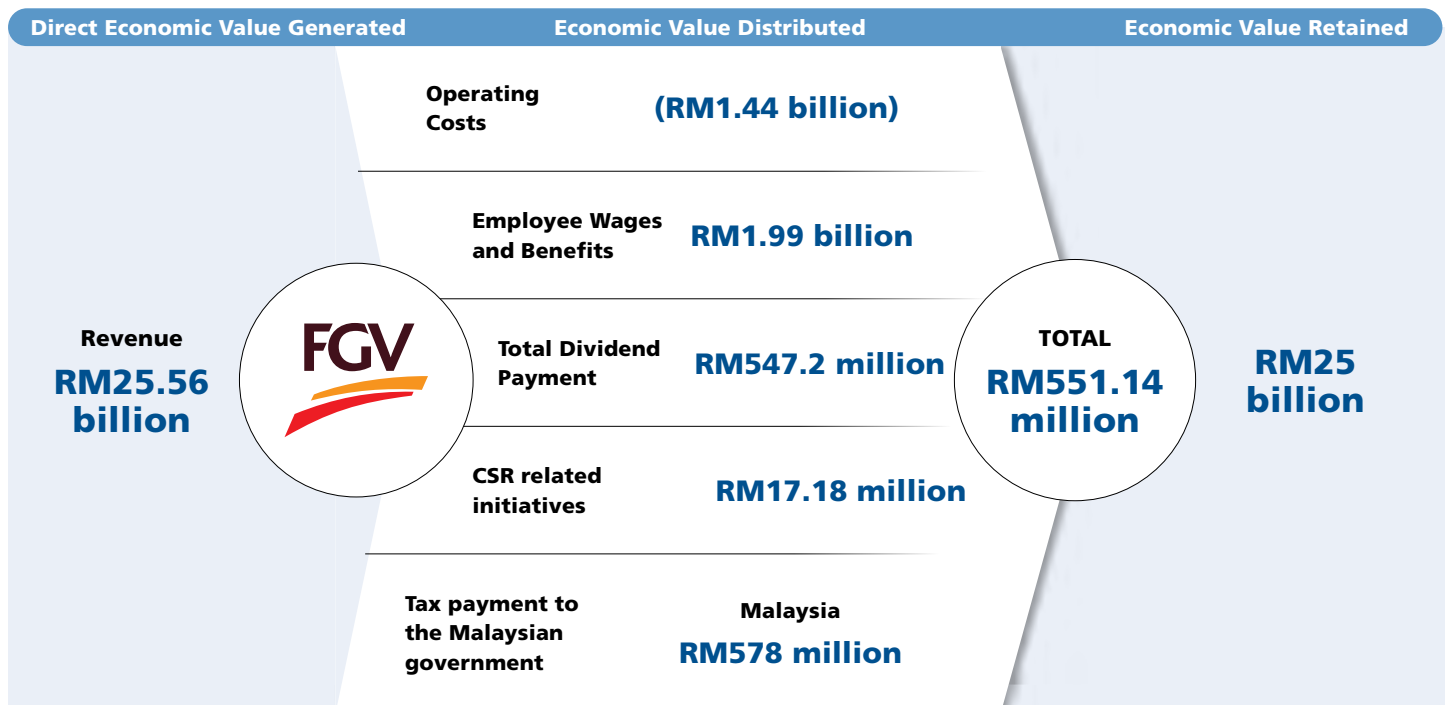 Direct Economic Value Generated
Economic Value Distributed
Economic Value Retained
Revenue
RM25.56
billion
FGV
Operating
Costs
(RM1.44 billion)
Employee Wages
and Benefits
RM1.99 billion
Total Dividend
Payment
RM547.2 million
CSR related
initiatives
RM17.18 million
Tax payment to
the Malaysian
government
Malaysia
RM578 million
TOTAL
RM551.14
million
RM25
billion